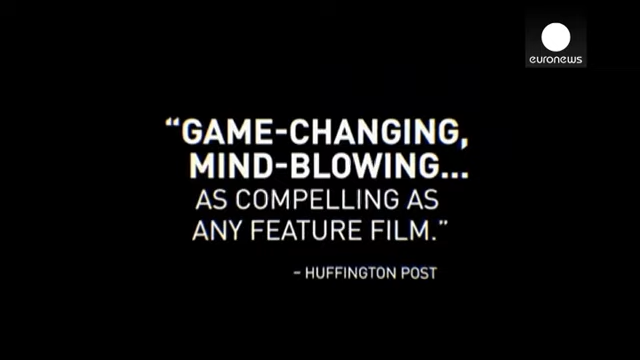 euronews
“GAME-CHANGING,
MIND-BLOWING...
AS COMPELLING AS
ANY FEATURE FILM.”
– HUFFINGTON POST